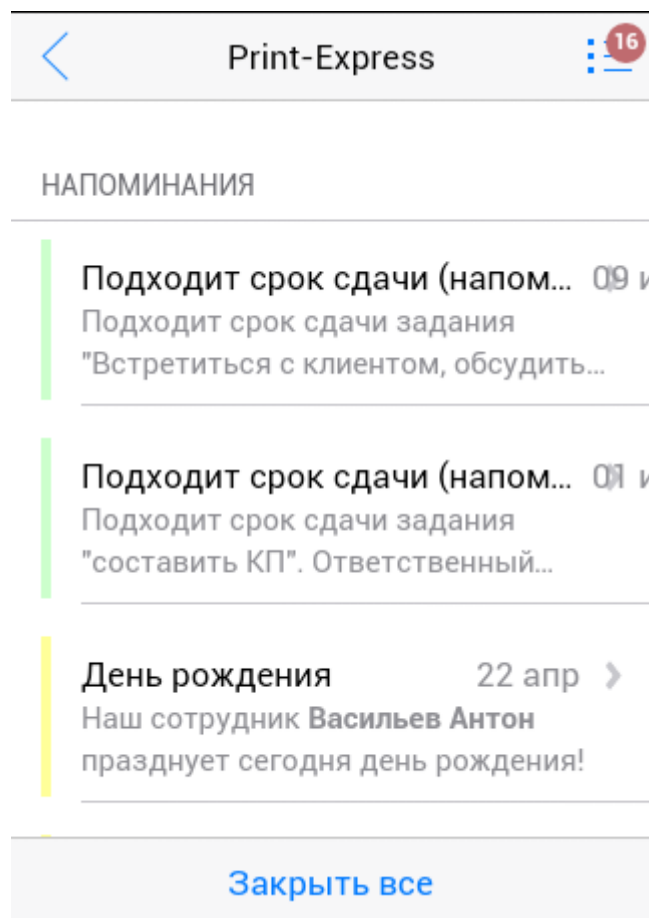 Print-Express
16
НАПОМИНАНИЯ
Подходит срок сдачи (напом... 09 и
Подходит срок сдачи задания
"Встретиться с клиентом, обсудить...
Подходит срок сдачи (напом... 01 и
Подходит срок сдачи задания
"составить КП". Ответственный...
День рождения 22 апр
Наш сотрудник Васильев Антон
празднует сегодня день рождения!
Закрыть все